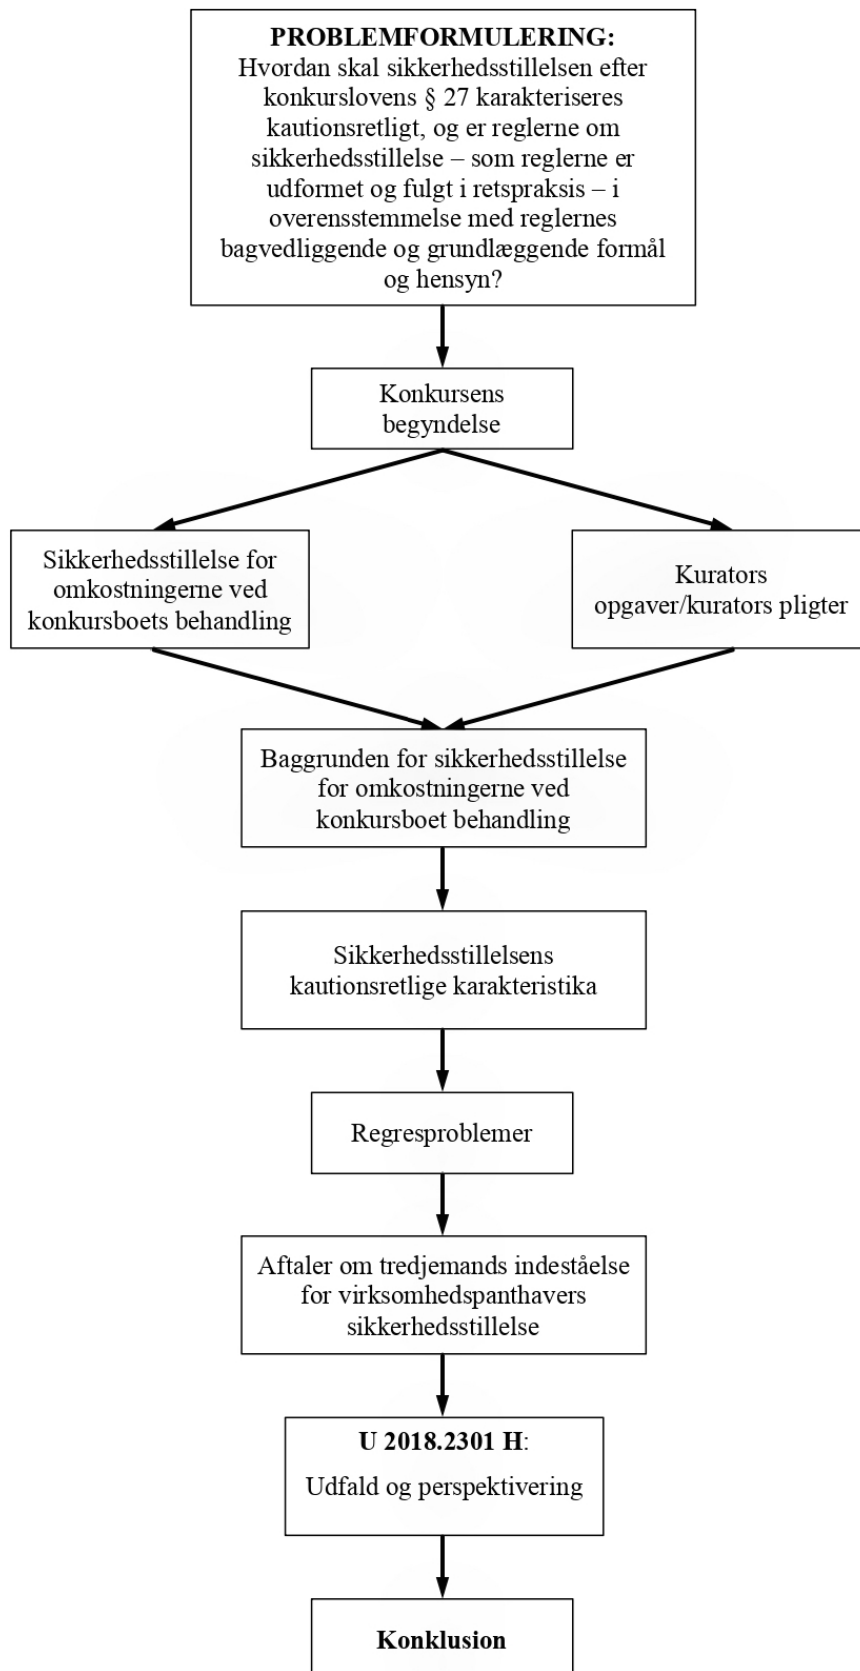 PROBLEMFORMULERING:
Hvordan skal sikkerhedsstillelsen efter
konkurslovens § 27 karakteriseres
kautionsretligt, og er reglerne om
sikkerhedsstillelse – som reglerne er
udformet og fulgt i retspraksis – i
overensstemmelse med reglernes
bagvedliggende og grundlæggende formål
og hensyn?
Konkursens
begyndelse
Sikkerhedsstillelse for
omkostningerne ved
konkursboets behandling
Kurators
opgaver/kurators pligter
Baggrunden for sikkerhedsstillelse
for omkostningerne ved
konkursboet behandling
Sikkerhedsstillelsens
kautionsretlige karakteristika
Regresproblemer
Aftaler om tredjemands indeståelse
for virksomhedspanthavers
sikkerhedsstillelse
U 2018.2301 H:
Udfald og perspektivering
Konklusion